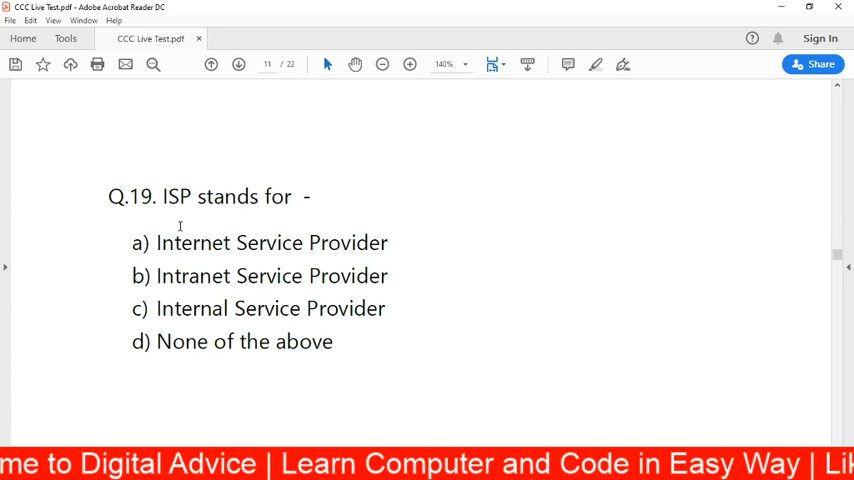 CCC Live Test.pdf - Adobe Acrobat Reader DC
File Edit View Window Help
Home Tools CCC Live Test.pdf × Sign In
11 / 22 140% Share
Q.19. ISP stands for -
a) Internet Service Provider
b) Intranet Service Provider
c) Internal Service Provider
d) None of the above
me to Digital Advice | Learn Computer and Code in Easy Way | Lik